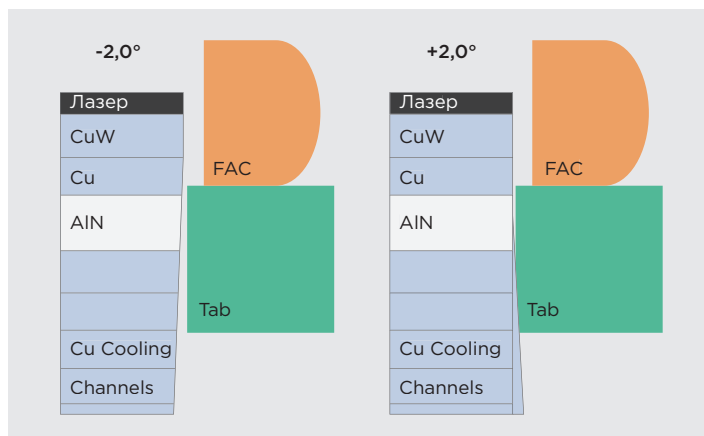 -2,0°
Лазер
CuW
Cu
AlN
Cu Cooling
Channels
FAC
Tab
+2,0°
Лазер
CuW
Cu
AlN
Cu Cooling
Channels
FAC
Tab